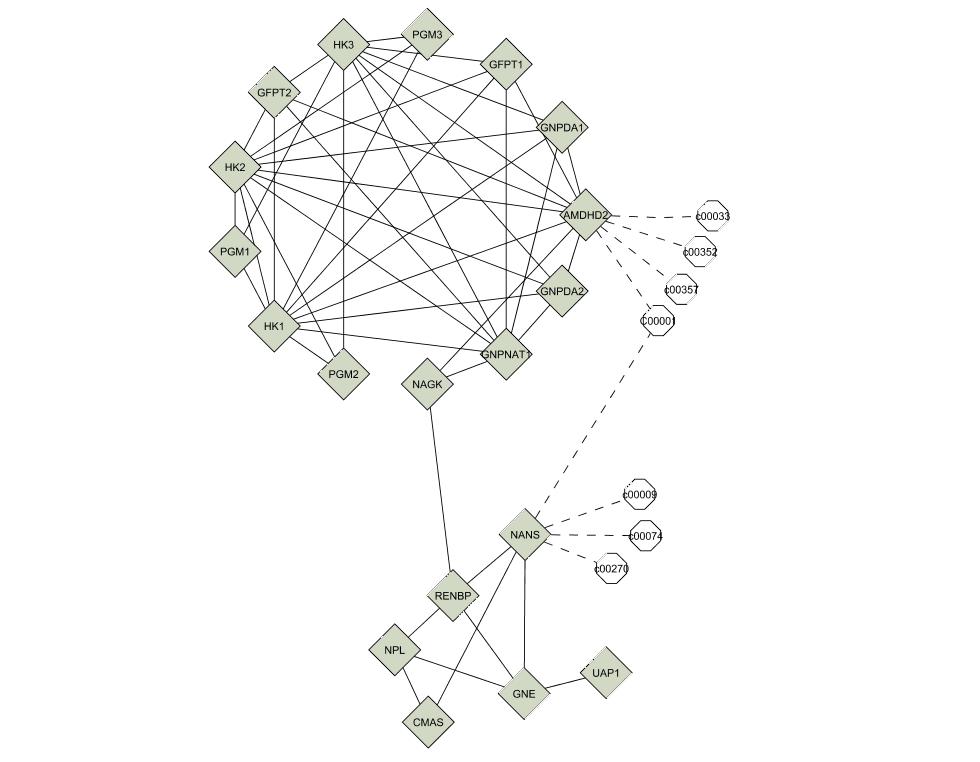 PGM3
HK3
GFPT1
GFPT2
GNPDA1
HK2
AMDHD2
c00033
PGM1
c00352
GNPDA2
c00357
C00001
HK1
GNPNAT1
PGM2
NAGK
c00009
NANS
c00074
c00270
RENBP
NPL
UAP1
GNE
CMAS